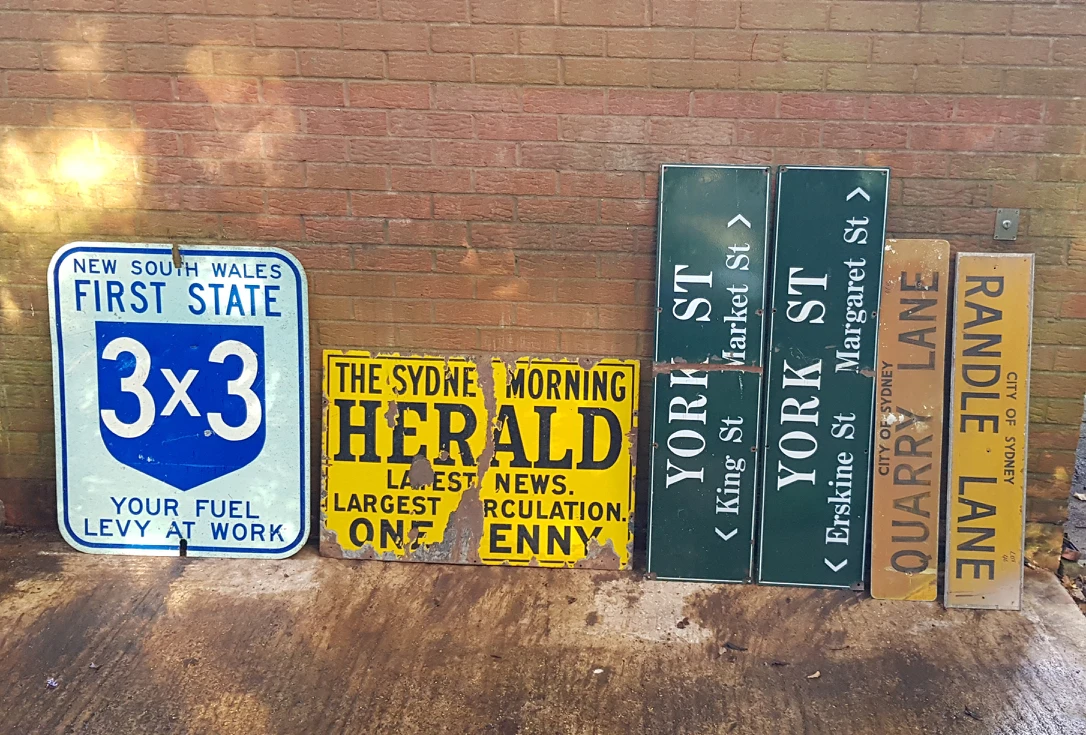 NEW SOUTH WALES
FIRST STATE
3x3
YOUR FUEL
LEVY AT WORK
THE SYDNE MORNING
HERALD
LATEST NEWS.
LARGEST RCULATION.
ONE ENNY
YORK ST
< King St Market St >
YORK ST
< Erskine St Margaret St >
CITY OF SYDNEY
QUARRY LANE
CITY OF SYDNEY
RANDLE LANE